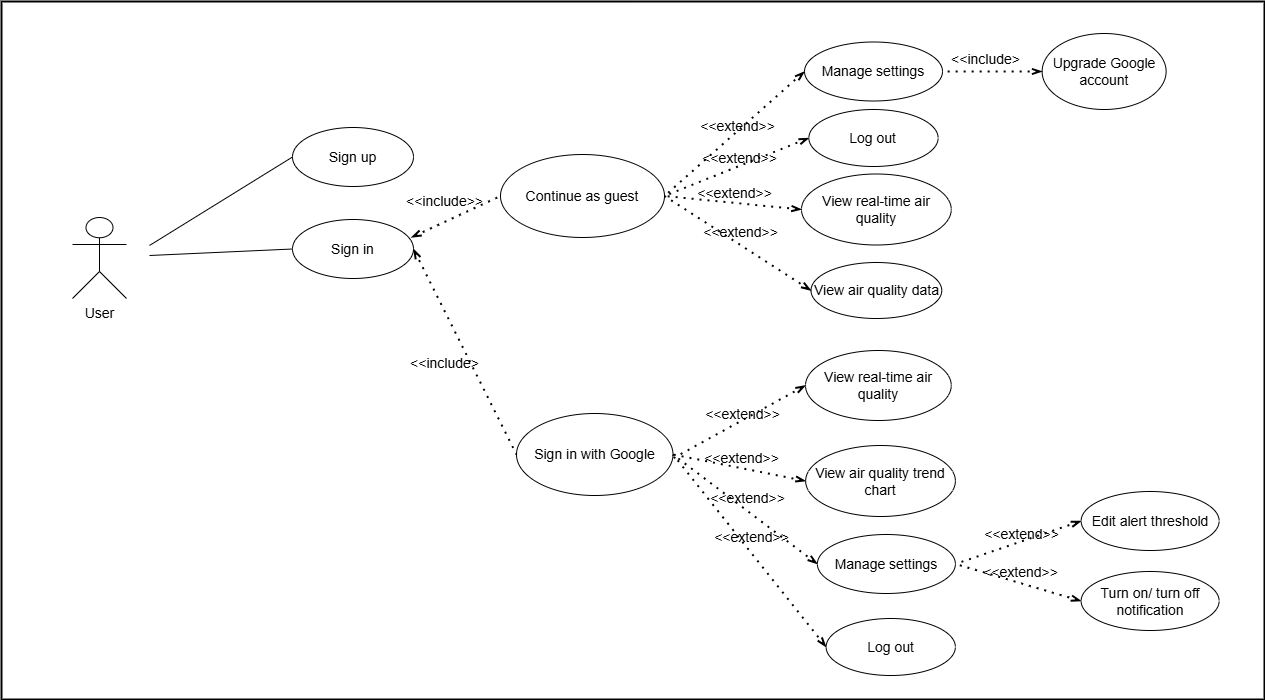 Manage settings
<<include>
Upgrade Google
account
<<extend>>
Log out
<<extend>>
Sign up
Continue as guest
<<extend>>
View real-time air
quality
<<include>>
Sign in
<<extend>>
View air quality data
User
<<include>
View real-time air
quality
<<extend>>
Sign in with Google
<<extend>>
View air quality trend
chart
<<extend>>
<<extend>>
Manage settings
<<extend>>
Edit alert threshold
<<extend>>
Turn on/ turn off
notification
Log out